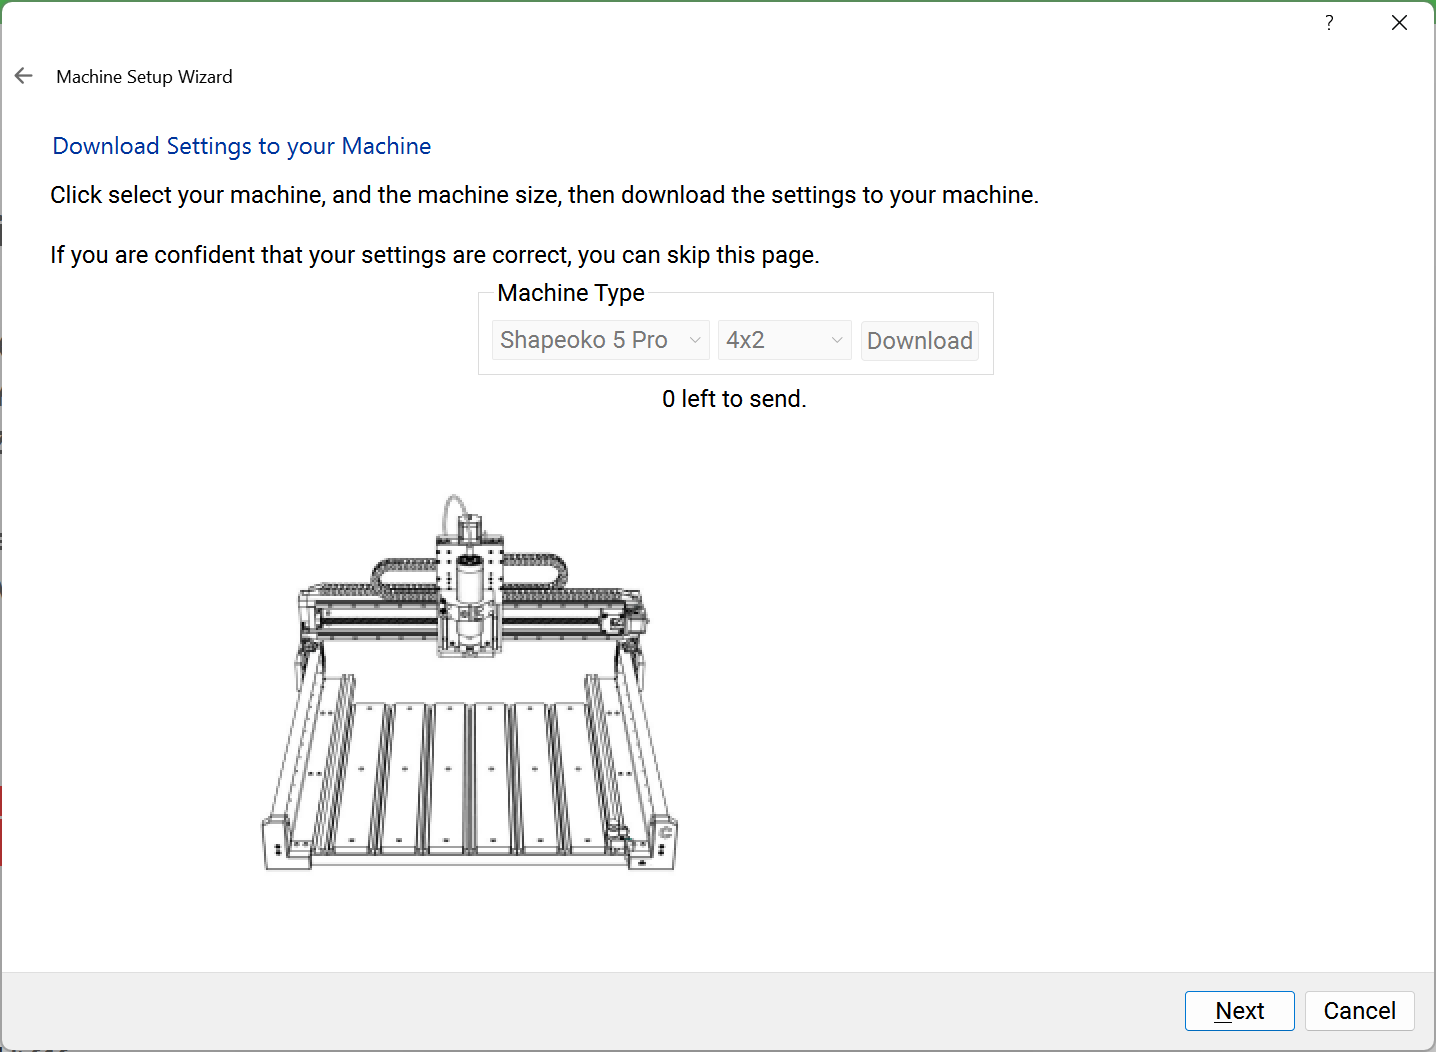 ?
Machine Setup Wizard
Download Settings to your Machine
Click select your machine, and the machine size, then download the settings to your machine.
If you are confident that your settings are correct, you can skip this page.
Machine Type
Shapeoko 5 Pro 4x2 Download
0 left to send.
Next Cancel